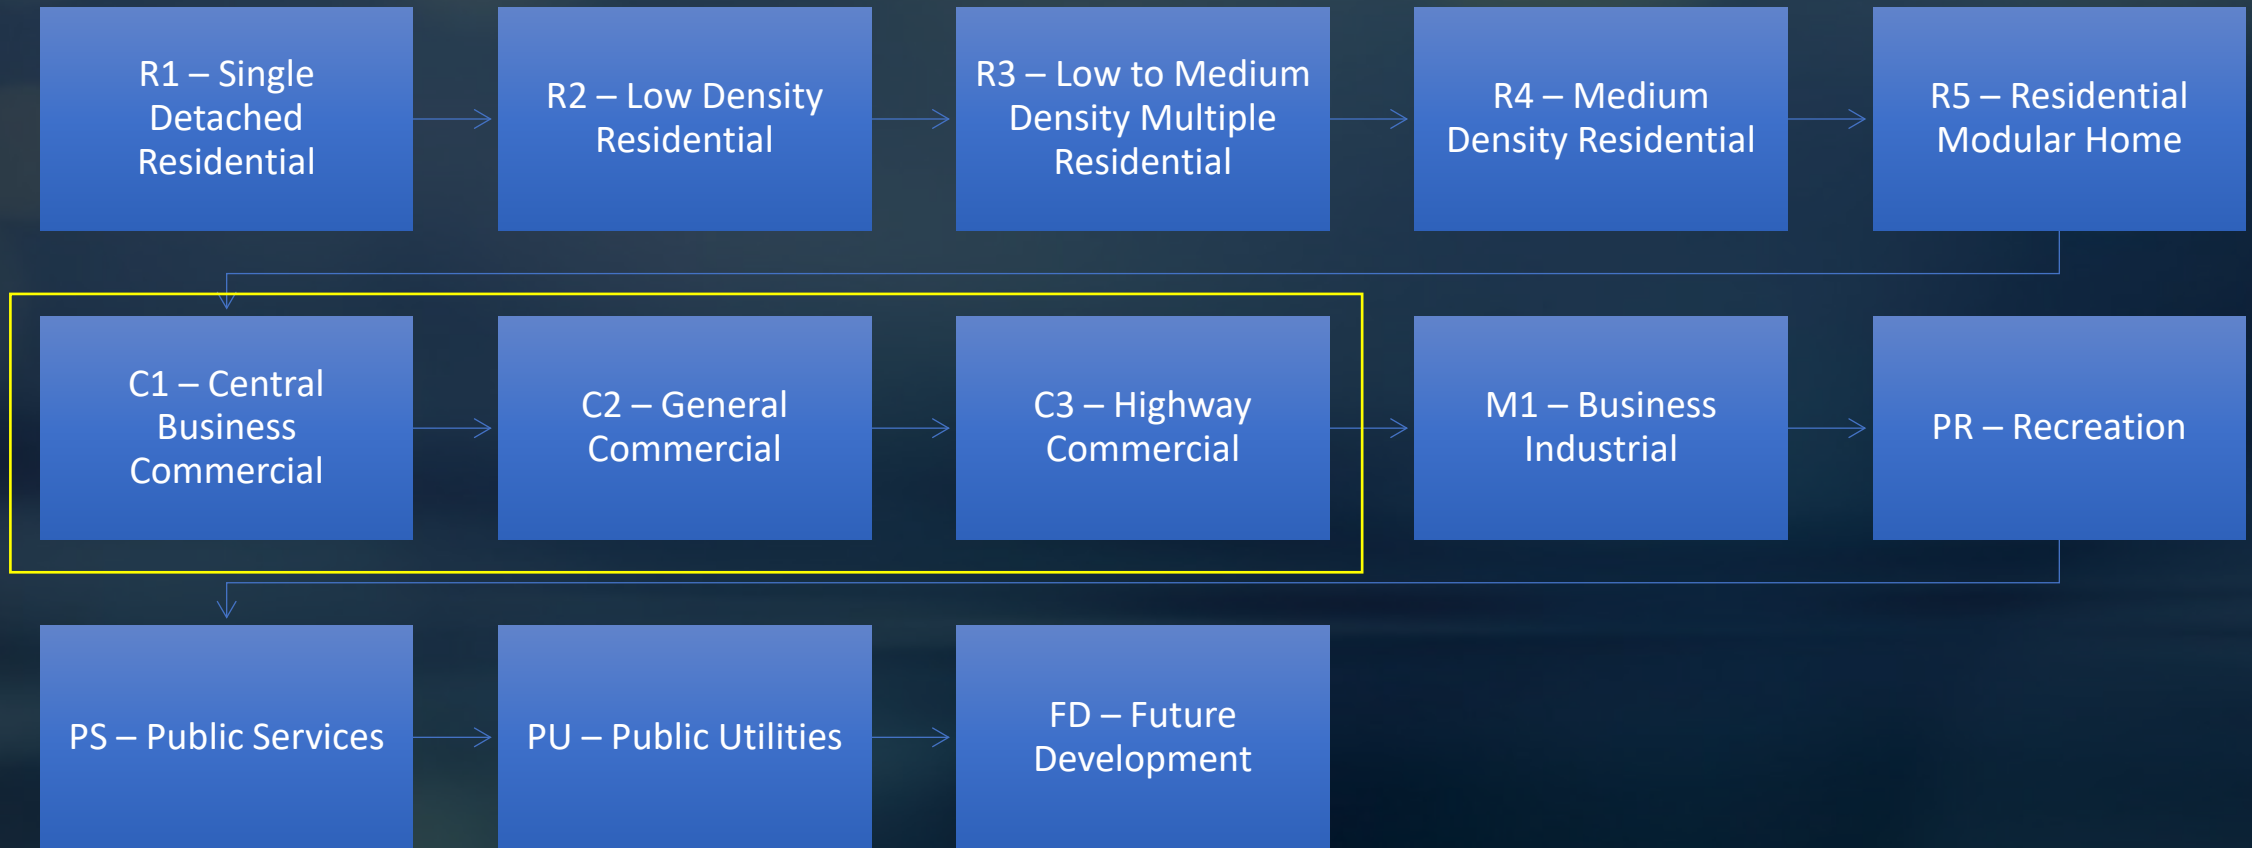 R1 – Single
Detached
Residential
R2 – Low Density
Residential
R3 – Low to Medium
Density Multiple
Residential
R4 – Medium
Density Residential
R5 – Residential
Modular Home
C1 – Central
Business
Commercial
C2 – General
Commercial
C3 – Highway
Commercial
M1 – Business
Industrial
PR – Recreation
PS – Public Services
PU – Public Utilities
FD – Future
Development